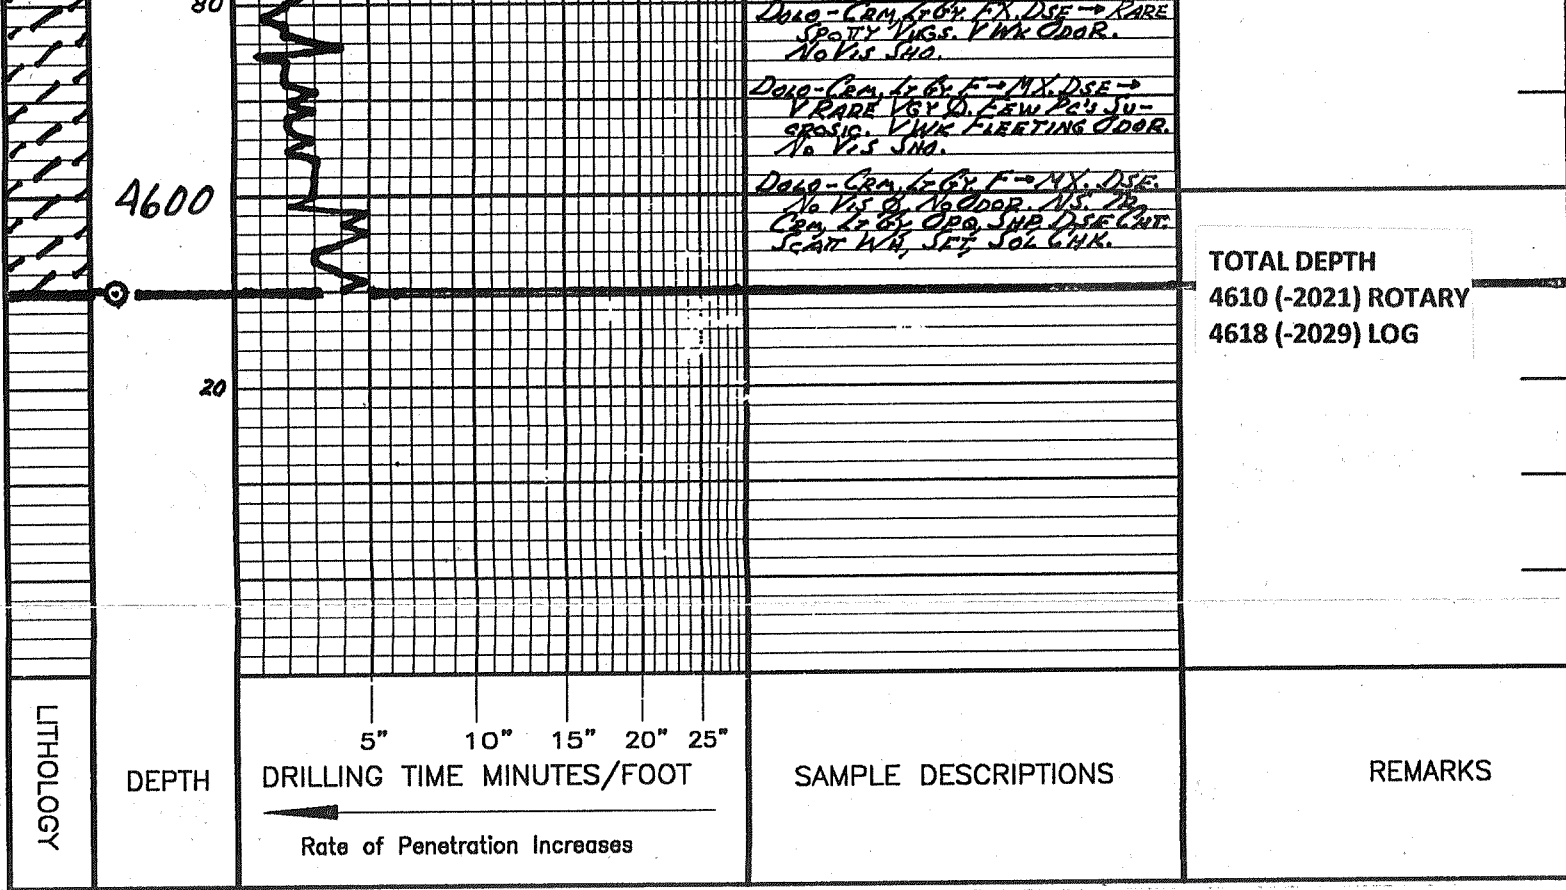 80
DOLO-CRM, LT GY. FX. DSE → RARE
SPOTTY VUGS. VWK ODOR.
NO VIS SHO.
DOLO-CRM, LT GY. F→MX. DSE →
V RARE VGY Ø. FEW PC'S SU-
CROSIC. VWK FLEETING ODOR.
NO VIS SHO.
4600
DOLO-CRM, LT GY. F→MX. DSE.
NO VIS Ø. NO ODOR. NS. TR
CRM, LT GY, OPQ, SHP, DSE CHT.
SCATT WH, SFT, SOL CHK.
TOTAL DEPTH
4610 (-2021) ROTARY
4618 (-2029) LOG
20
5" 10" 15" 20" 25"
LITHOLOGY
DEPTH
DRILLING TIME MINUTES/FOOT
Rate of Penetration Increases
SAMPLE DESCRIPTIONS
REMARKS